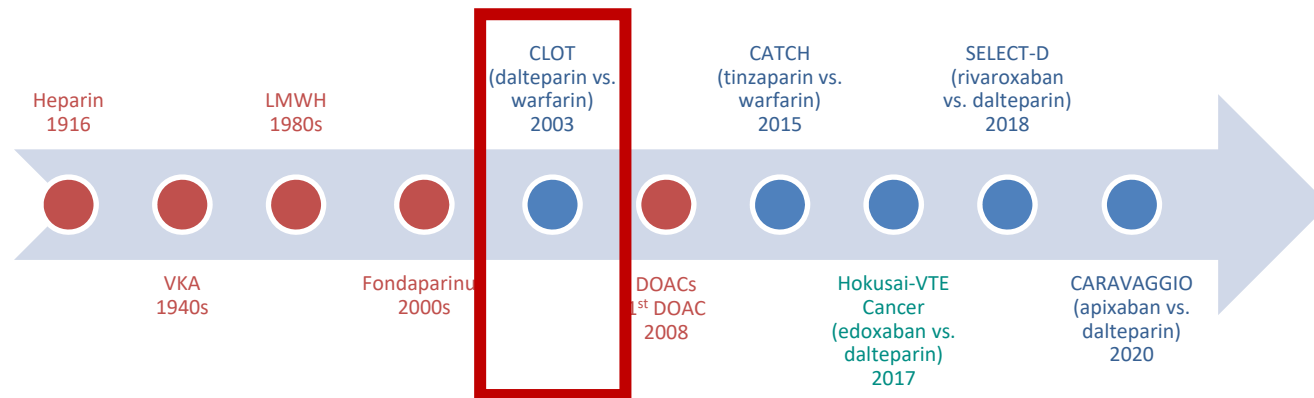 Heparin
1916
VKA
1940s
LMWH
1980s
Fondaparinu
2000s
CLOT
(dalteparin vs.
warfarin)
2003
DOACs
1st DOAC
2008
CATCH
(tinzaparin vs.
warfarin)
2015
Hokusai-VTE
Cancer
(edoxaban vs.
dalteparin)
2017
SELECT-D
(rivaroxaban
vs. dalteparin)
2018
CARAVAGGIO
(apixaban vs.
dalteparin)
2020